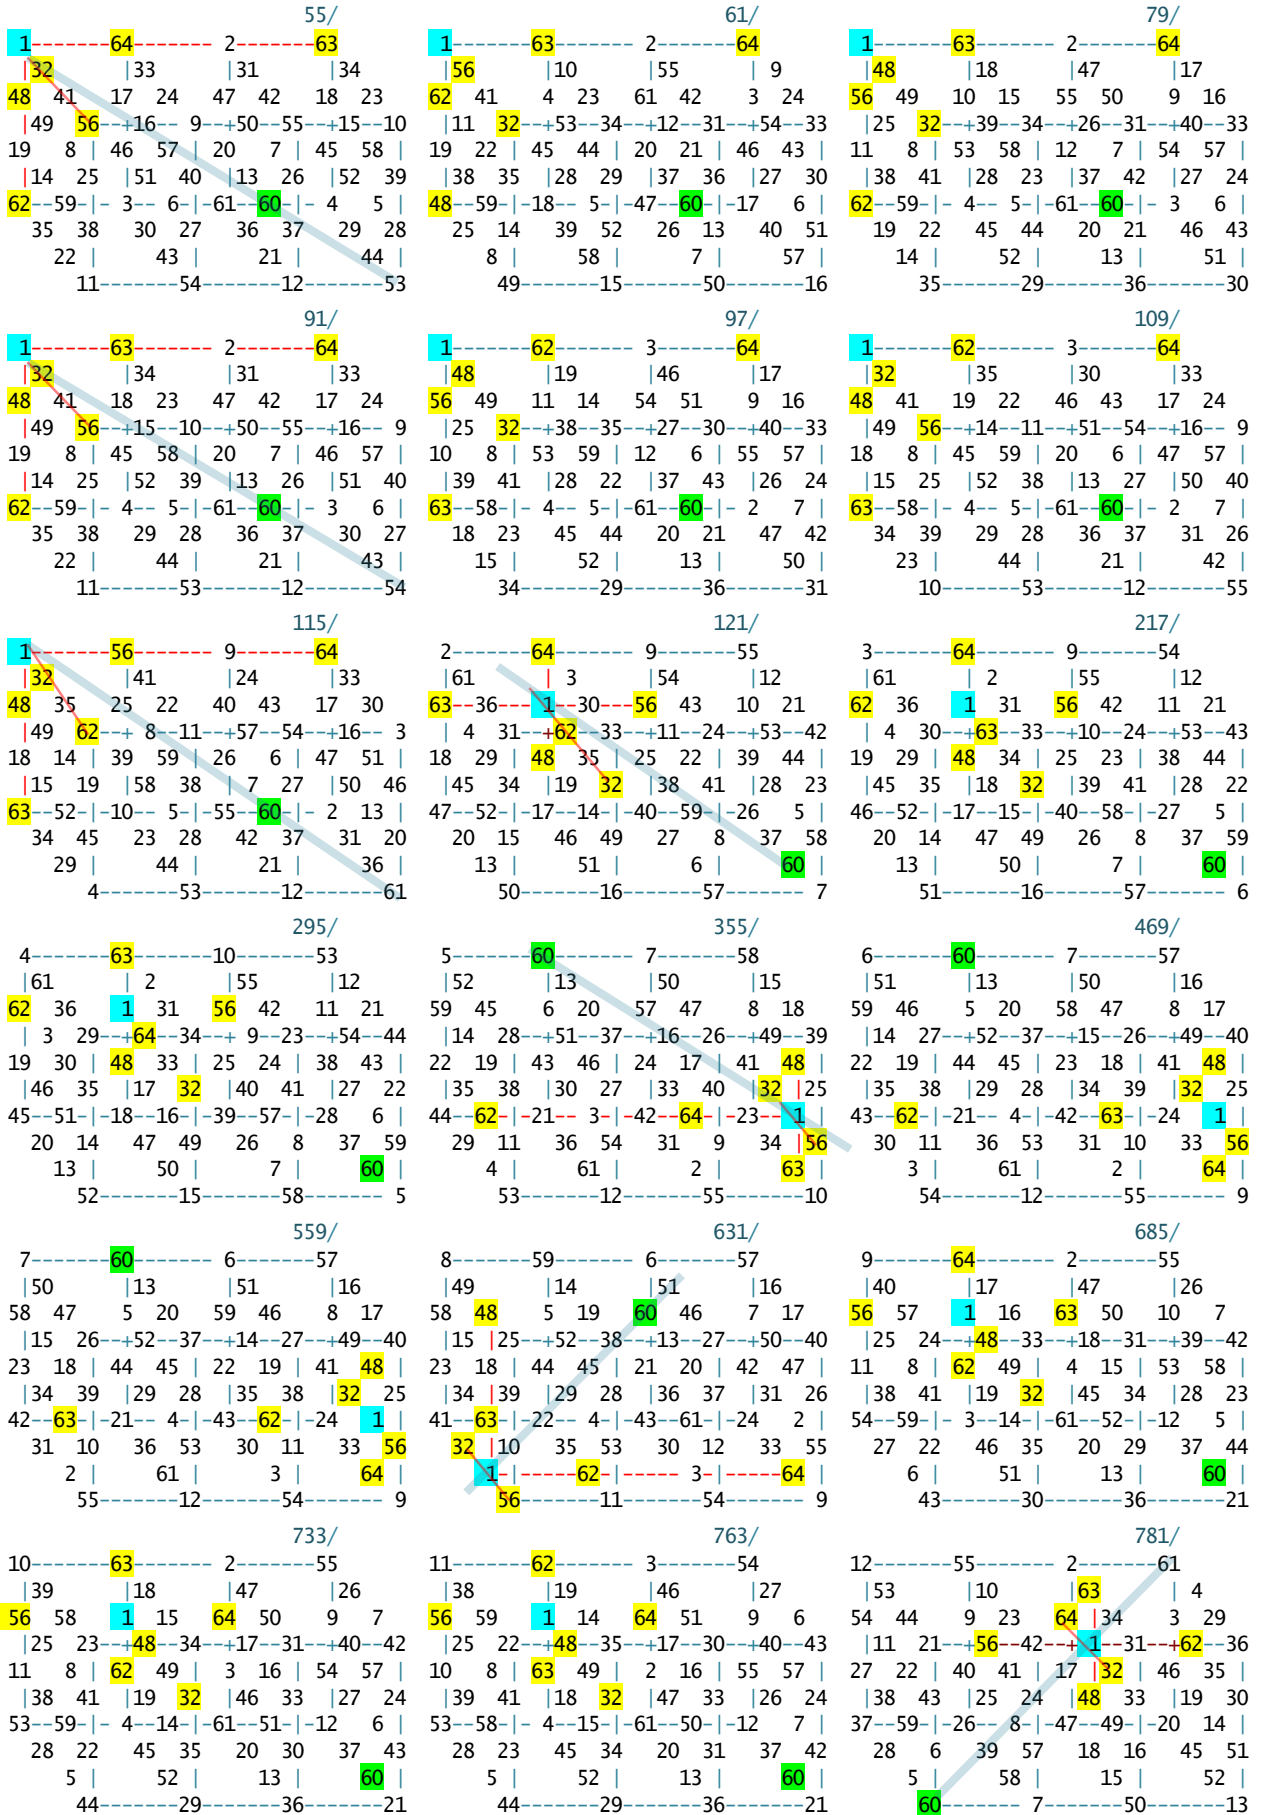 55/ 61/ 79/
1-------64------- 2-------63 1-------63------- 2-------64 1-------63------- 2-------64
|32 |33 |31 |34 |56 |10 |55 | 9 |48 |18 |47 |17
48 41 17 24 47 42 18 23 62 41 4 23 61 42 3 24 56 49 10 15 55 50 9 16
|49 56--+16-- 9--+50--55--+15--10 |11 32--+53--34--+12--31--+54--33 |25 32--+39--34--+26--31--+40--33
19 8 | 46 57 | 20 7 | 45 58 | 19 22 | 45 44 | 20 21 | 46 43 | 11 8 | 53 58 | 12 7 | 54 57 |
|14 25 |51 40 |13 26 |52 39 |38 35 |28 29 |37 36 |27 30 |38 41 |28 23 |37 42 |27 24
62--59-|- 3-- 6-|-61--60-|- 4 5 | 48--59-|-18-- 5-|-47--60-|-17 6 | 62--59-|- 4-- 5-|-61--60-|- 3 6 |
35 38 30 27 36 37 29 28 25 14 39 52 26 13 40 51 19 22 45 44 20 21 46 43
22 | 43 | 21 | 44 | 8 | 58 | 7 | 57 | 14 | 52 | 13 | 51 |
11-------54-------12-------53 49-------15-------50-------16 35-------29-------36-------30
91/ 97/ 109/
1-------63------- 2-------64 1-------62------- 3-------64 1-------62------- 3-------64
|32 |34 |31 |33 |48 |19 |46 |17 |32 |35 |30 |33
48 41 18 23 47 42 17 24 56 49 11 14 54 51 9 16 48 41 19 22 46 43 17 24
|49 56--+15--10--+50--55--+16-- 9 |25 32--+38--35--+27--30--+40--33 |49 56--+14--11--+51--54--+16-- 9
19 8 | 45 58 | 20 7 | 46 57 | 10 8 | 53 59 | 12 6 | 55 57 | 18 8 | 45 59 | 20 6 | 47 57 |
|14 25 |52 39 |13 26 |51 40 |39 41 |28 22 |37 43 |26 24 |15 25 |52 38 |13 27 |50 40
62--59-|- 4-- 5-|-61--60-|- 3 6 | 63--58-|- 4-- 5-|-61--60-|- 2 7 | 63--58-|- 4-- 5-|-61--60-|- 2 7 |
35 38 29 28 36 37 30 27 18 23 45 44 20 21 47 42 34 39 29 28 36 37 31 26
22 | 44 | 21 | 43 | 15 | 52 | 13 | 50 | 23 | 44 | 21 | 42 |
11-------53-------12-------54 34-------29-------36-------31 10-------53-------12-------55
115/ 121/ 217/
1-------56------- 9-------64 2-------64------- 9-------55 3-------64------- 9-------54
|32 |41 |24 |33 |61 | 3 |54 |12 |61 | 2 |55 |12
48 35 25 22 40 43 17 30 63--36---1--30---56 43 10 21 62 36 1 31 56 42 11 21
|49 62--+ 8--11--+57--54--+16-- 3 | 4 31--+62--33--+11--24--+53--42 | 4 30--+63--33--+10--24--+53--43
18 14 | 39 59 | 26 6 | 47 51 | 18 29 | 48 35 | 25 22 | 39 44 | 19 29 | 48 34 | 25 23 | 38 44 |
|15 19 |58 38 | 7 27 |50 46 |45 34 |19 32 |38 41 |28 23 |45 35 |18 32 |39 41 |28 22
63--52-|-10-- 5-|-55--60-|- 2 13 | 47--52-|-17--14-|-40--59-|-26 5 | 46--52-|-17--15-|-40--58-|-27 5 |
34 45 23 28 42 37 31 20 20 15 46 49 27 8 37 58 20 14 47 49 26 8 37 59
29 | 44 | 21 | 36 | 13 | 51 | 6 | 60 | 13 | 50 | 7 | 60 |
4-------53-------12-------61 50-------16-------57------- 7 51-------16-------57------- 6
295/ 355/ 469/
4-------63-------10-------53 5-------60------- 7-------58 6-------60------- 7-------57
|61 | 2 |55 |12 |52 |13 |50 |15 |51 |13 |50 |16
62 36 1 31 56 42 11 21 59 45 6 20 57 47 8 18 59 46 5 20 58 47 8 17
| 3 29--+64--34--+ 9--23--+54--44 |14 28--+51--37--+16--26--+49--39 |14 27--+52--37--+15--26--+49--40
19 30 | 48 33 | 25 24 | 38 43 | 22 19 | 43 46 | 24 17 | 41 48 | 22 19 | 44 45 | 23 18 | 41 48 |
|46 35 |17 32 |40 41 |27 22 |35 38 |30 27 |33 40 |32 |25 |35 38 |29 28 |34 39 |32 25
45--51-|-18--16-|-39--57-|-28 6 | 44--62-|--21-- 3--|-42--64-|--23--1 | 43--62-|-21-- 4-|-42--63-|-24 1 |
20 14 47 49 26 8 37 59 29 11 36 54 31 9 34 |56 30 11 36 53 31 10 33 56
13 | 50 | 7 | 60 | 4 | 61 | 2 | 63 | 3 | 61 | 2 | 64 |
52-------15-------58------- 5 53-------12-------55-------10 54-------12-------55------- 9
559/ 631/ 685/
7-------60------- 6-------57 8-------59------- 6-------57 9-------64------- 2-------55
|50 |13 |51 |16 |49 |14 |51 |16 |40 |17 |47 |26
58 47 5 20 59 46 8 17 58 48 5 19 60 46 7 17 56 57 1 16 63 50 10 7
|15 26--+52--37--+14--27--+49--40 |15 |25--+52--38--+13--27--+50--40 |25 24--+48--33--+18--31--+39--42
23 18 | 44 45 | 22 19 | 41 48 | 23 18 | 44 45 | 21 20 | 42 47 | 11 8 | 62 49 | 4 15 | 53 58 |
|34 39 |29 28 |35 38 |32 25 |34 |39 |29 28 |36 37 |31 26 |38 41 |19 32 |45 34 |28 23
42--63-|-21-- 4-|-43--62-|-24 1 | 41--63-|-22-- 4-|-43--61-|-24 2 | 54--59-|- 3--14-|-61--52-|-12 5 |
31 10 36 53 30 11 33 56 32 |10 35 53 30 12 33 55 27 22 46 35 20 29 37 44
2 | 61 | 3 | 64 | 1-|------62-------3-|-----64 | 6 | 51 | 13 | 60 |
55-------12-------54------- 9 56-------11-------54------- 9 43-------30-------36-------21
733/ 763/ 781/
10-------63------- 2-------55 11-------62------- 3-------54 12-------55------- 2-------61
|39 |18 |47 |26 |38 |19 |46 |27 |53 |10 |63 | 4
56 58 1 15 64 50 9 7 56 59 1 14 64 51 9 6 54 44 9 23 64 |34 3 29
|25 23--+48--34--+17--31--+40--42 |25 22--+48--35--+17--30--+40--43 |11 21--+56--42--+ 1--31--+62--36
11 8 | 62 49 | 3 16 | 54 57 | 10 8 | 63 49 | 2 16 | 55 57 | 27 22 | 40 41 | 17 |32 | 46 35 |
|38 41 |19 32 |46 33 |27 24 |39 41 |18 32 |47 33 |26 24 |38 43 |25 24 |48 33 |19 30
53--59-|- 4--14-|-61--51-|-12 6 | 53--58-|- 4--15-|-61--50-|-12 7 | 37--59-|-26-- 8-|-47--49-|-20 14 |
28 22 45 35 20 30 37 43 28 23 45 34 20 31 37 42 28 6 39 57 18 16 45 51
5 | 52 | 13 | 60 | 5 | 52 | 13 | 60 | 5 | 58 | 15 | 52 |
44-------29-------36-------21 44-------29-------36-------21 60------- 7-------50-------13